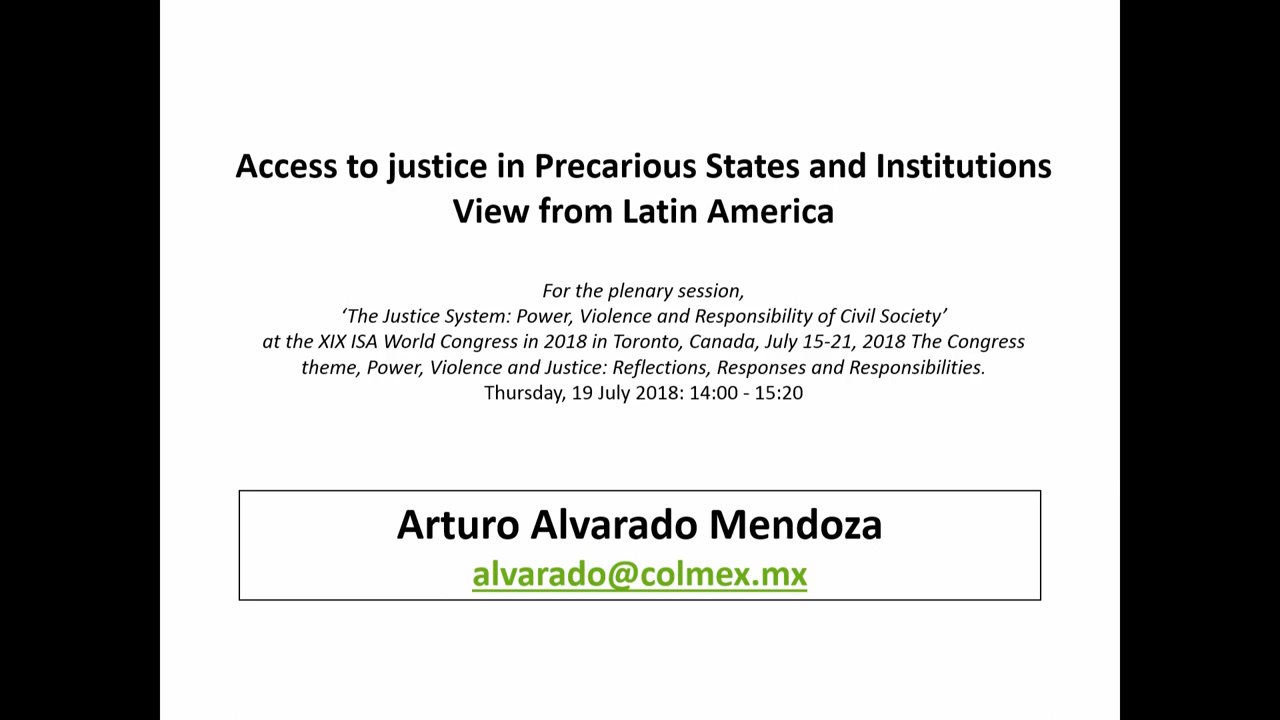 Access to justice in Precarious States and Institutions
View from Latin America
For the plenary session,
‘The Justice System: Power, Violence and Responsibility of Civil Society’
at the XIX ISA World Congress in 2018 in Toronto, Canada, July 15-21, 2018 The Congress
theme, Power, Violence and Justice: Reflections, Responses and Responsibilities.
Thursday, 19 July 2018: 14:00 - 15:20
Arturo Alvarado Mendoza
alvarado@colmex.mx